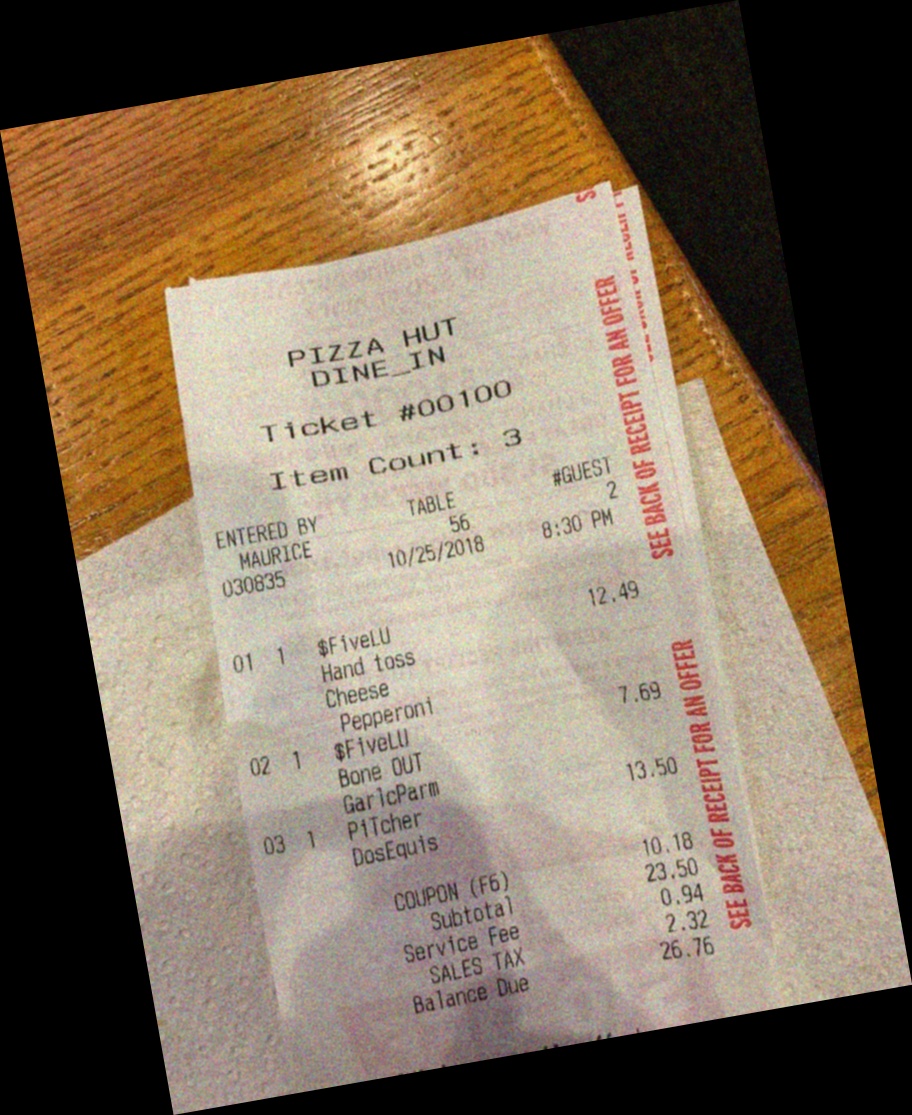 PIZZA HUT
DINE_IN
Ticket #00100
Item Count: 3
ENTERED BY TABLE #GUEST
MAURICE 56 2
030835 10/25/2018 8:30 PM
01 1 $FiveLU 12.49
Hand toss
Cheese
Pepperoni
02 1 $FiveLU 7.69
Bone OUT
GarlcParm
03 1 PiTcher 13.50
DosEquis
COUPON (F6) 10.18
Subtotal 23.50
Service Fee 0.94
SALES TAX 2.32
Balance Due 26.76
SEE BACK OF RECEIPT FOR AN OFFER
SEE BACK OF RECEIPT FOR AN OFFER